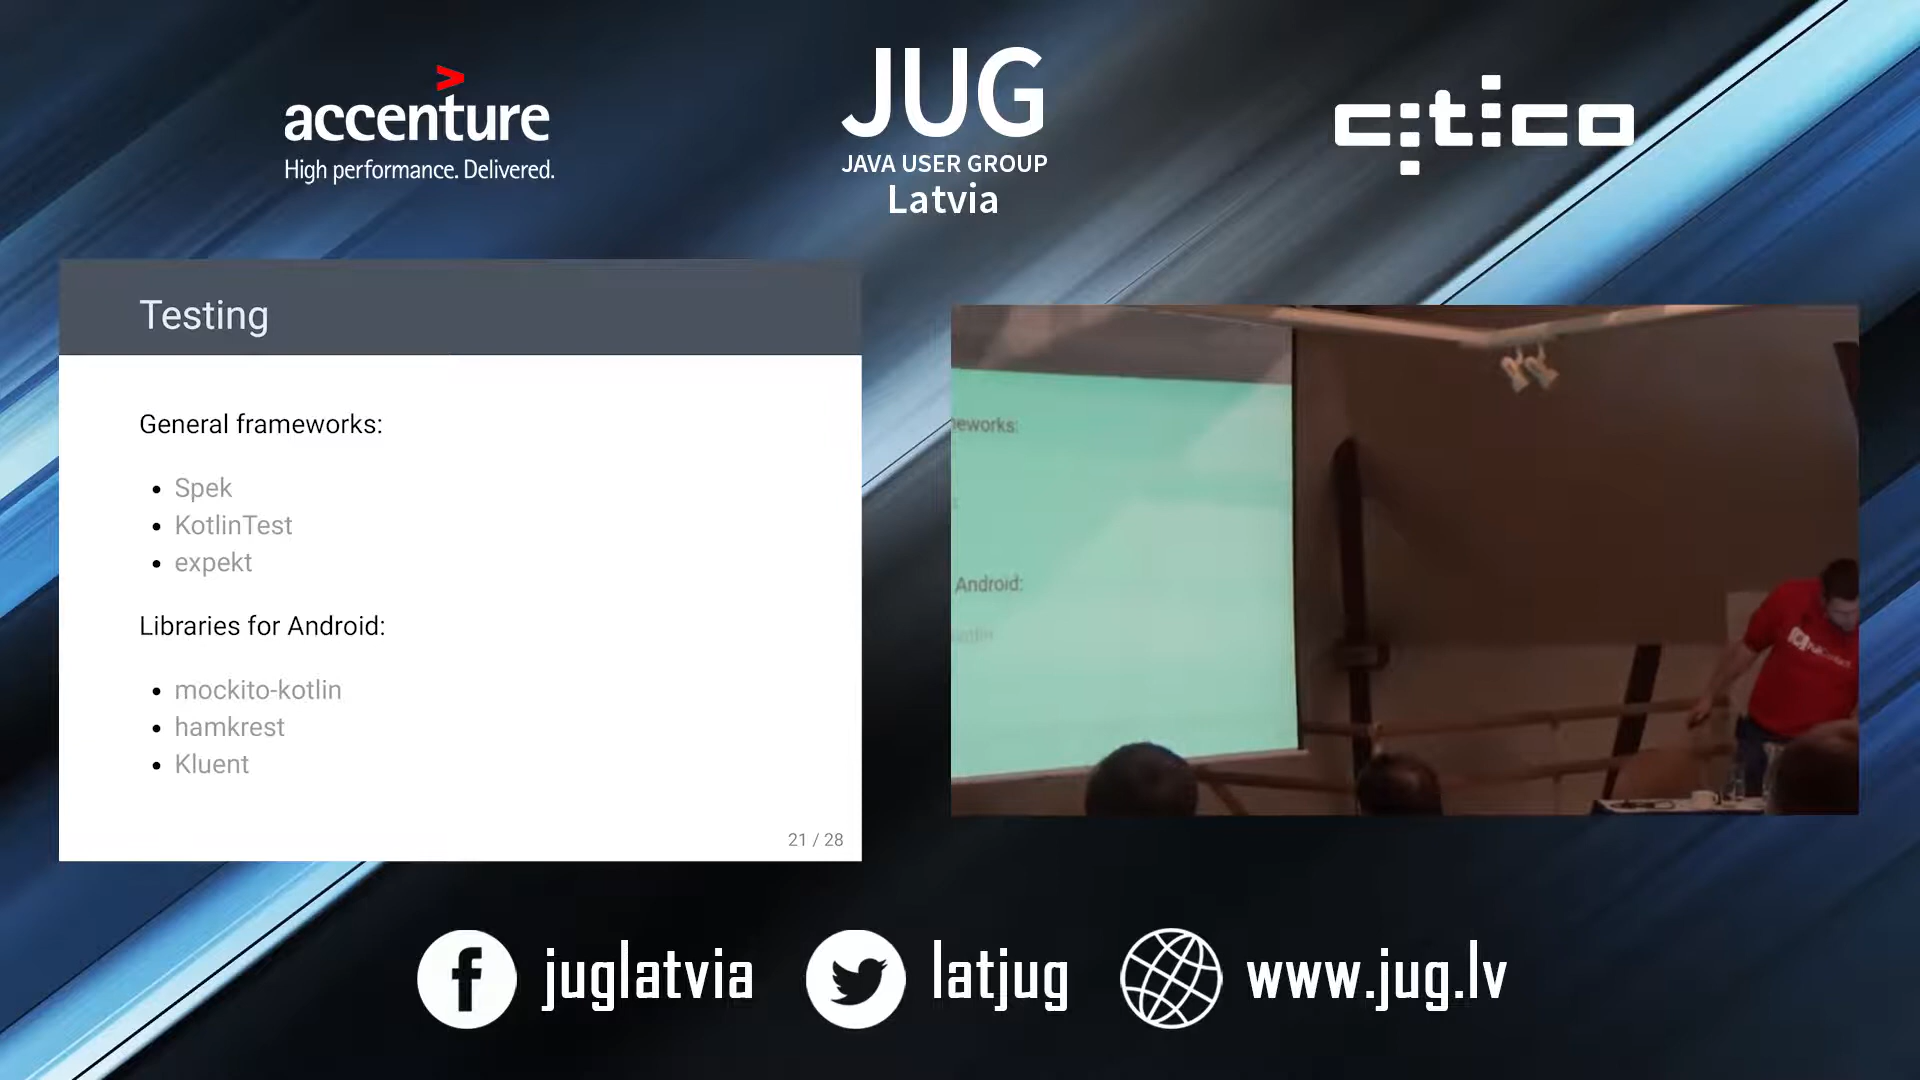 accenture
High performance. Delivered.
JUG
JAVA USER GROUP
Latvia
citico
Testing
General frameworks:
Spek
KotlinTest
expekt
Libraries for Android:
mockito-kotlin
hamkrest
Kluent
21 / 28
eworks:
Android:
juglatvia
latjug
www.jug.lv